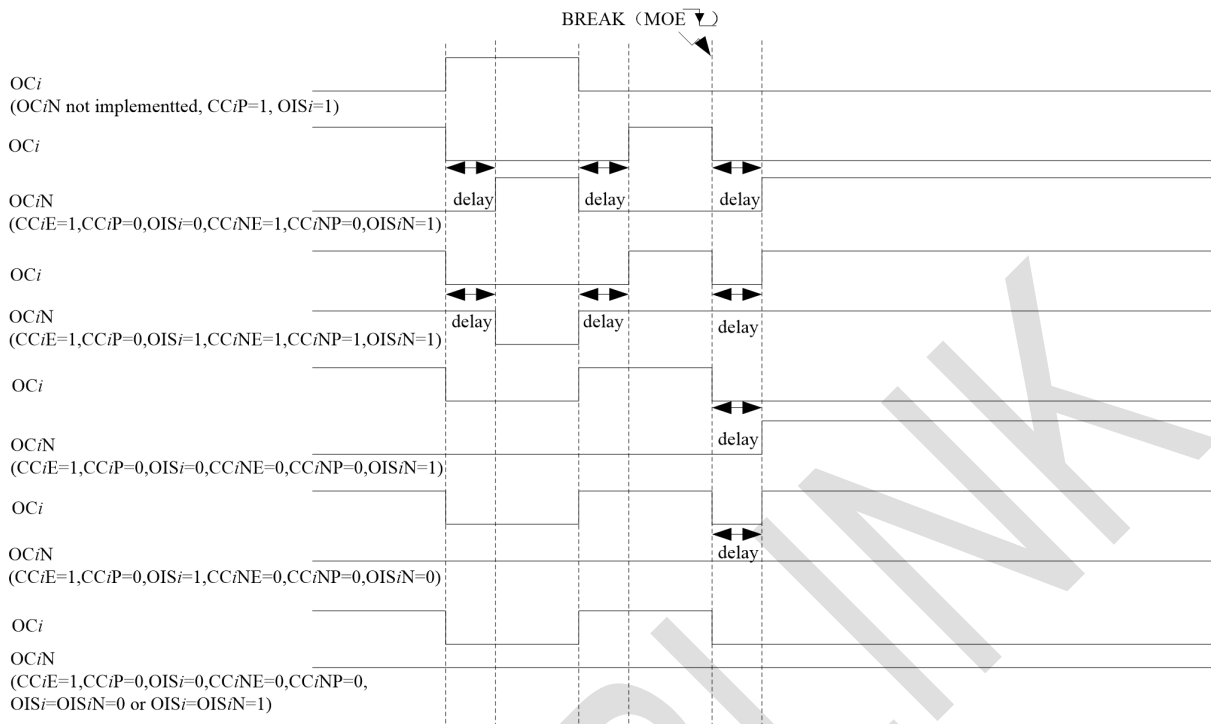 BREAK（MOE ）
OCi
(OCiN not implementted, CCiP=1, OISi=1)
OCi
delay delay delay
OCiN
(CCiE=1,CCiP=0,OISi=0,CCiNE=1,CCiNP=0,OISiN=1)
OCi
OCiN
delay delay delay
(CCiE=1,CCiP=0,OISi=1,CCiNE=1,CCiNP=1,OISiN=1)
OCi
delay
OCiN
(CCiE=1,CCiP=0,OISi=0,CCiNE=0,CCiNP=0,OISiN=1)
OCi
OCiN
delay
(CCiE=1,CCiP=0,OISi=1,CCiNE=0,CCiNP=0,OISiN=0)
OCi
OCiN
(CCiE=1,CCiP=0,OISi=0,CCiNE=0,CCiNP=0,
OISi=OISiN=0 or OISi=OISiN=1)